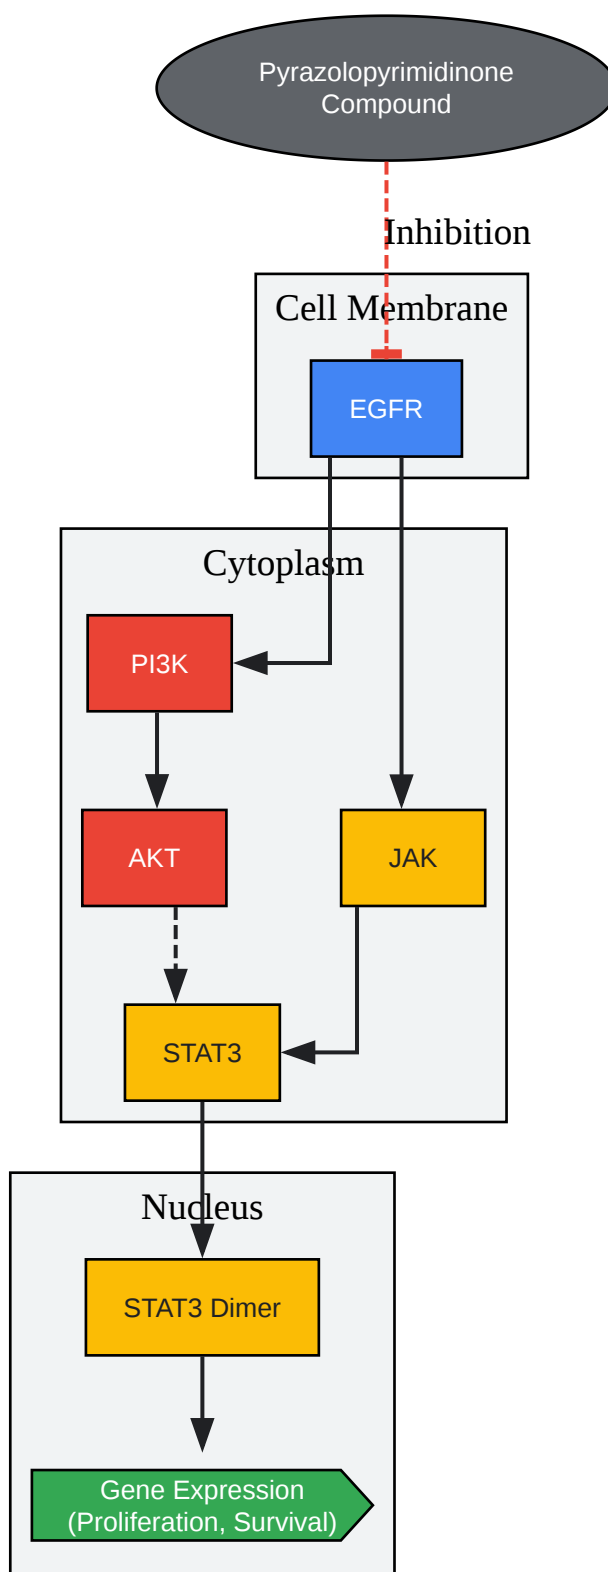 Pyrazolopyrimidinone
Compound
Inhibition
Cell Membrane
EGFR
Cytoplasm
PI3K
AKT
JAK
STAT3
Nucleus
STAT3 Dimer
Gene Expression
(Proliferation, Survival)